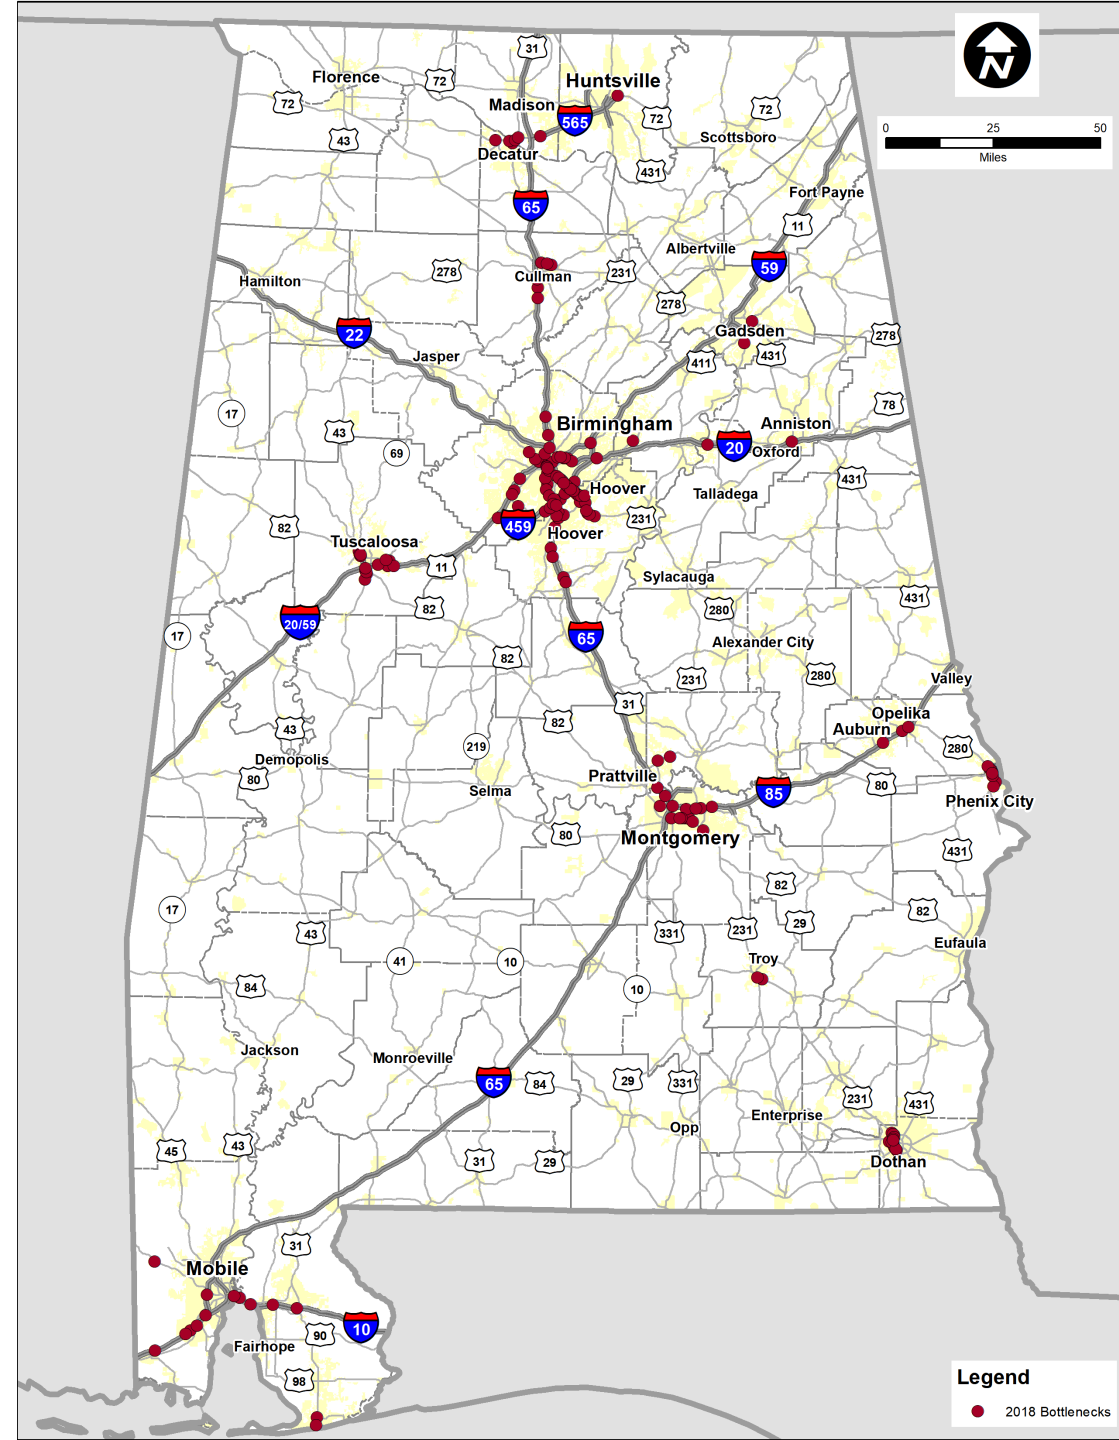 31
Florence
72
Huntsville
N
72
Madison
565
72
72
0
25
50
Miles
43
Scottsboro
Decatur
431
65
Fort Payne
11
Albertville
59
278
231
Cullman
Hamilton
278
22
Gadsden
278
Jasper
411
431
17
78
43
Birmingham
Anniston
69
20
Oxford
431
Hoover
Talladega
82
459
231
Hoover
Tuscaloosa
11
Sylacauga
82
280
431
20/59
17
65
Alexander City
82
231
280
Valley
31
Opelika
43
82
Auburn
219
280
Demopolis
80
Prattville
Selma
85
80
Phenix City
80
Montgomery
431
82
17
82
43
331
231
29
Eufaula
41
10
Troy
84
10
Jackson
Monroeville
65
84
29
331
231
431
Enterprise
Opp
45
43
31
29
Dothan
31
Mobile
10
90
Fairhope
98
Legend
2018 Bottlenecks